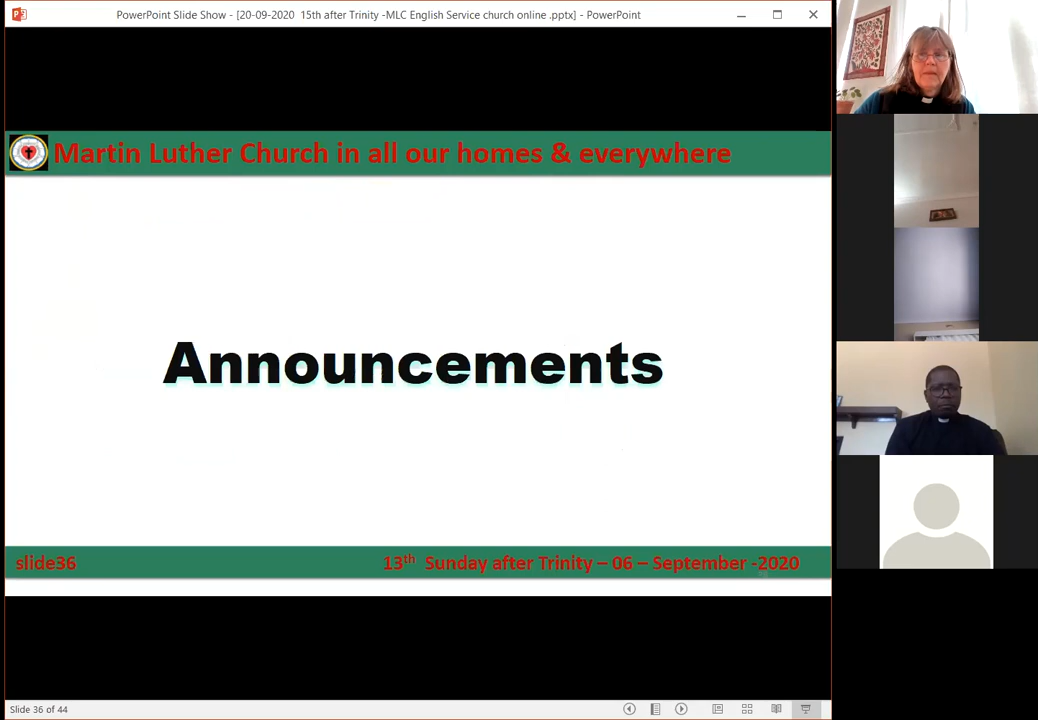 PowerPoint Slide Show - [20-09-2020 15th after Trinity -MLC English Service church online .pptx] - PowerPoint
Martin Luther Church in all our homes & everywhere
Announcements
slide36
13th Sunday after Trinity – 06 – September -2020
Slide 36 of 44